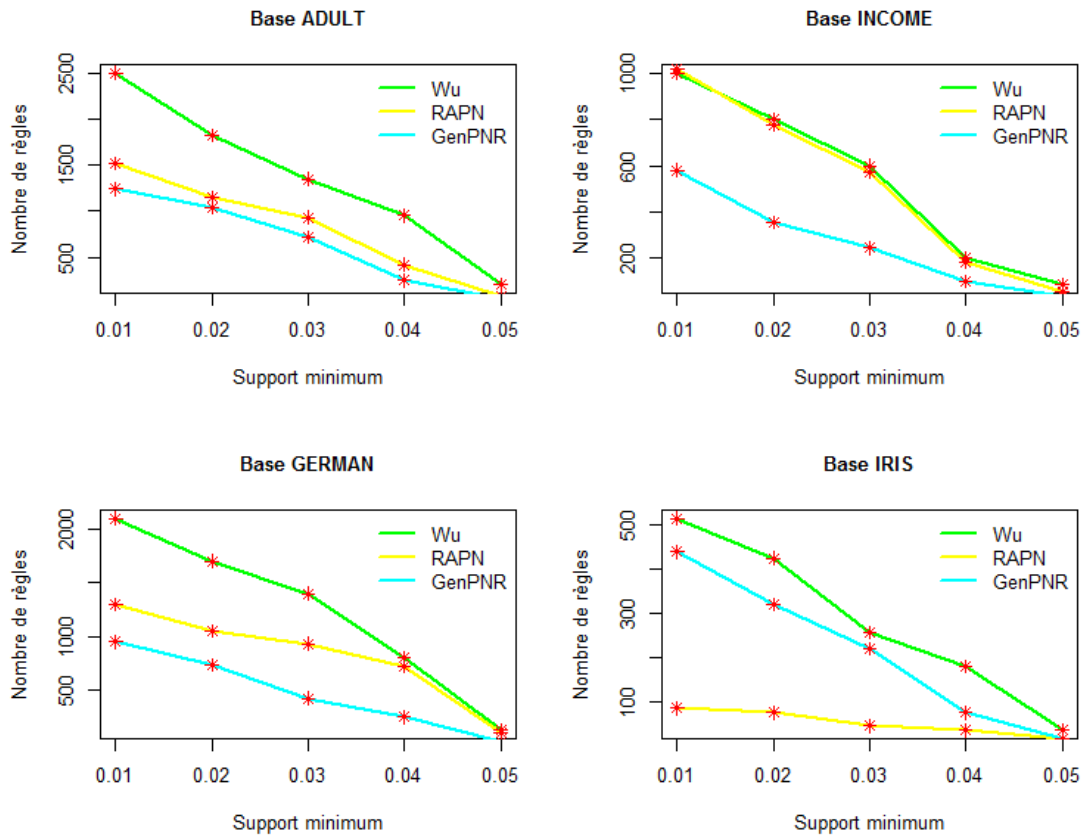 Base ADULT
Nombre de règles
2500
1500
500
Wu
RAPN
GenPNR
0.01 0.02 0.03 0.04 0.05
Support minimum
Base INCOME
Nombre de règles
1000
600
200
Wu
RAPN
GenPNR
0.01 0.02 0.03 0.04 0.05
Support minimum
Base GERMAN
Nombre de règles
2000
1000
500
Wu
RAPN
GenPNR
0.01 0.02 0.03 0.04 0.05
Support minimum
Base IRIS
Nombre de règles
500
300
100
Wu
RAPN
GenPNR
0.01 0.02 0.03 0.04 0.05
Support minimum